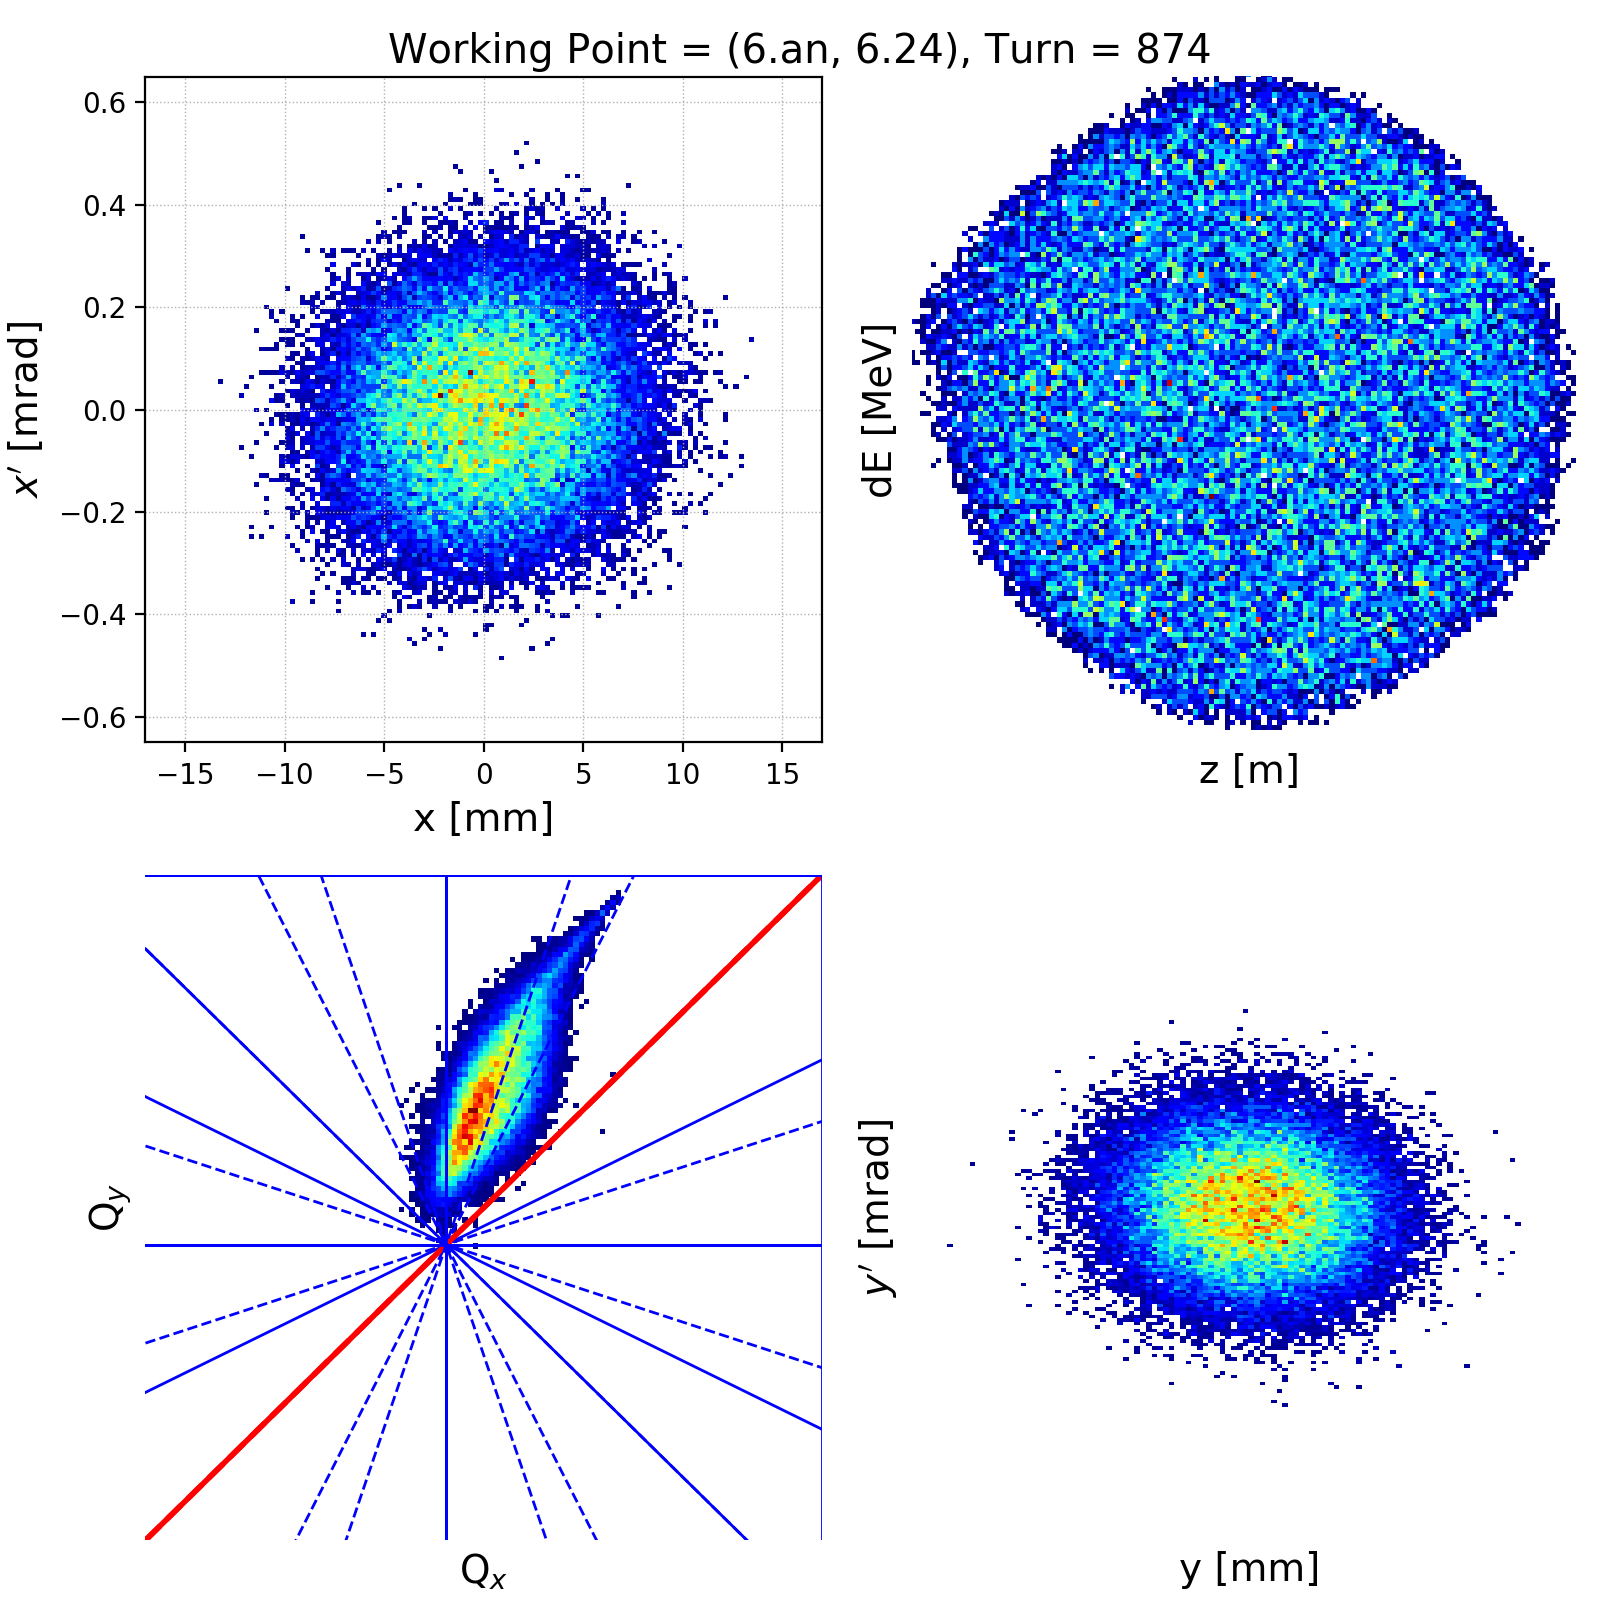 Working Point = (6.an, 6.24), Turn = 874
0.6
0.4
0.2
0.0
−0.2
−0.4
−0.6
x′ [mrad]
−15 −10 −5 0 5 10 15
x [mm]
dE [MeV]
z [m]
Qy
Qx
y′ [mrad]
y [mm]